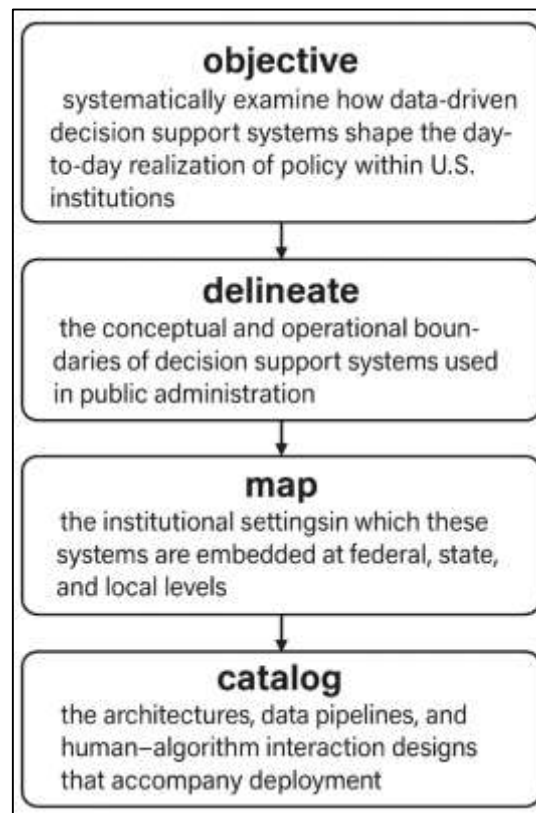 objective
systematically examine how data-driven
decision support systems shape the day-
to-day realization of policy within U.S.
institutions
delineate
the conceptual and operational boun-
daries of decision support systems used
in public administration
map
the institutional settingsin which these
systems are embedded at federal, state,
and local levels
catalog
the architectures, data pipelines, and
human–algorithm interaction designs
that accompany deployment